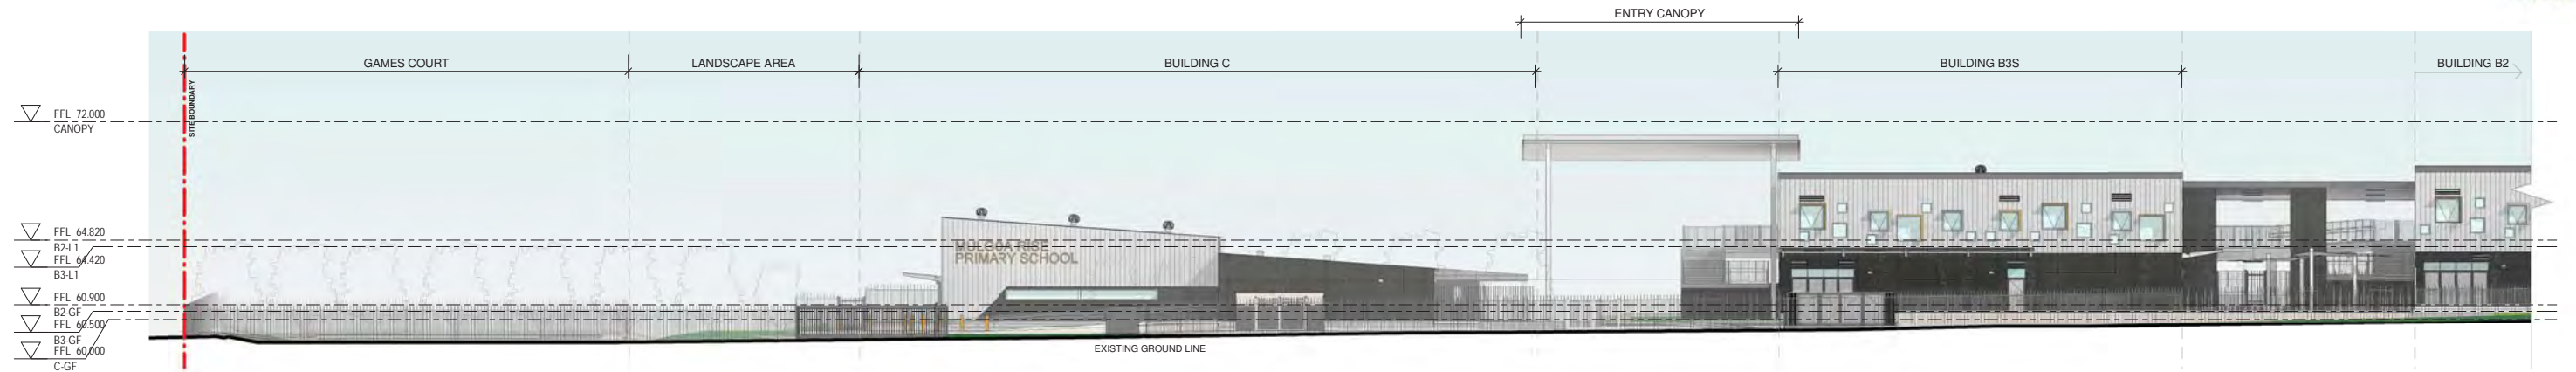 ENTRY CANOPY
GAMES COURT
LANDSCAPE AREA
BUILDING C
BUILDING B3S
BUILDING B2
SITE BOUNDARY
FFL 72.000
CANOPY
FFL 64.820
B2-L1
FFL 64.420
B3-L1
FFL 60.900
B2-GF
FFL 60.500
B3-GF
FFL 60.000
C-GF
MULGOA RISE
PRIMARY SCHOOL
EXISTING GROUND LINE